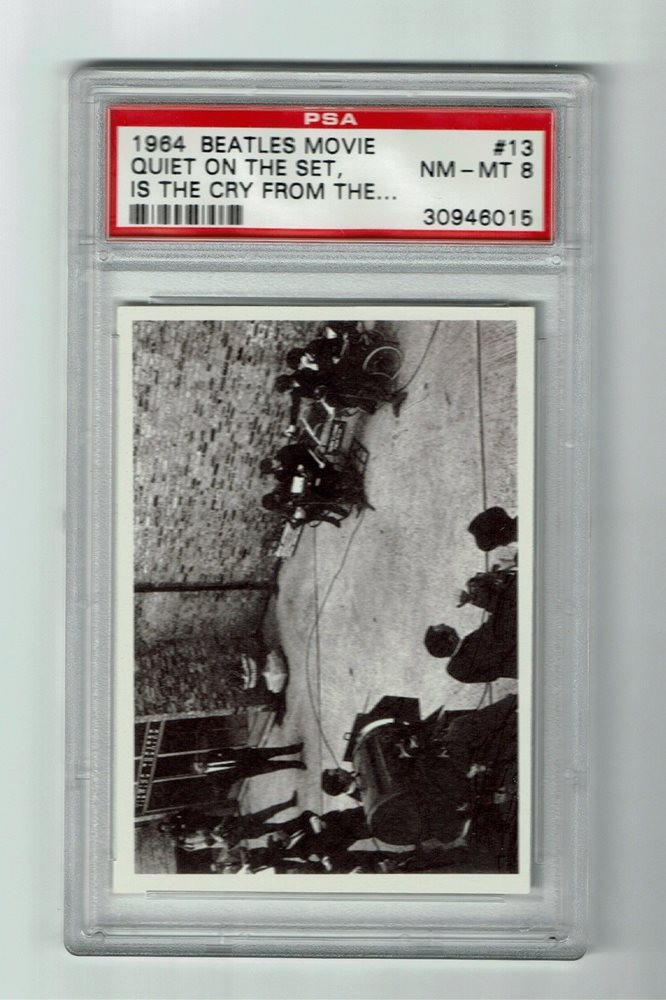 PSA
1964 BEATLES MOVIE #13
QUIET ON THE SET, NM-MT 8
IS THE CRY FROM THE...
30946015